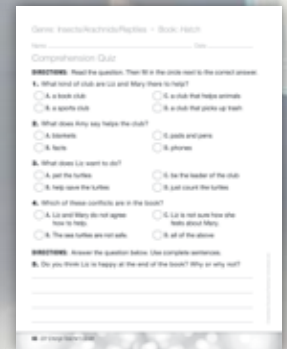 Genre: Insects/Arachnids/Reptiles • Book: Hatch
Name Date
Comprehension Quiz
DIRECTIONS: Read the question. Then fill in the circle next to the correct answer.
1. What kind of club are Liz and Mary there to help?
A. a book club C. a club that helps animals
B. a sports club D. a club that picks up trash
2. What does Amy say helps the club?
A. blankets C. pads and pens
B. facts D. phones
3. What does Liz want to do?
A. pet the turtles C. be the leader of the club
B. help save the turtles D. just count the turtles
4. Which of these conflicts are in the book?
A. Liz and Mary do not agree C. Liz is not sure how she
how to help. feels about Mary.
B. The sea turtles are not safe. D. all of the above
DIRECTIONS: Answer the question below. Use complete sentences.
5. Do you think Liz is happy at the end of the book? Why or why not?